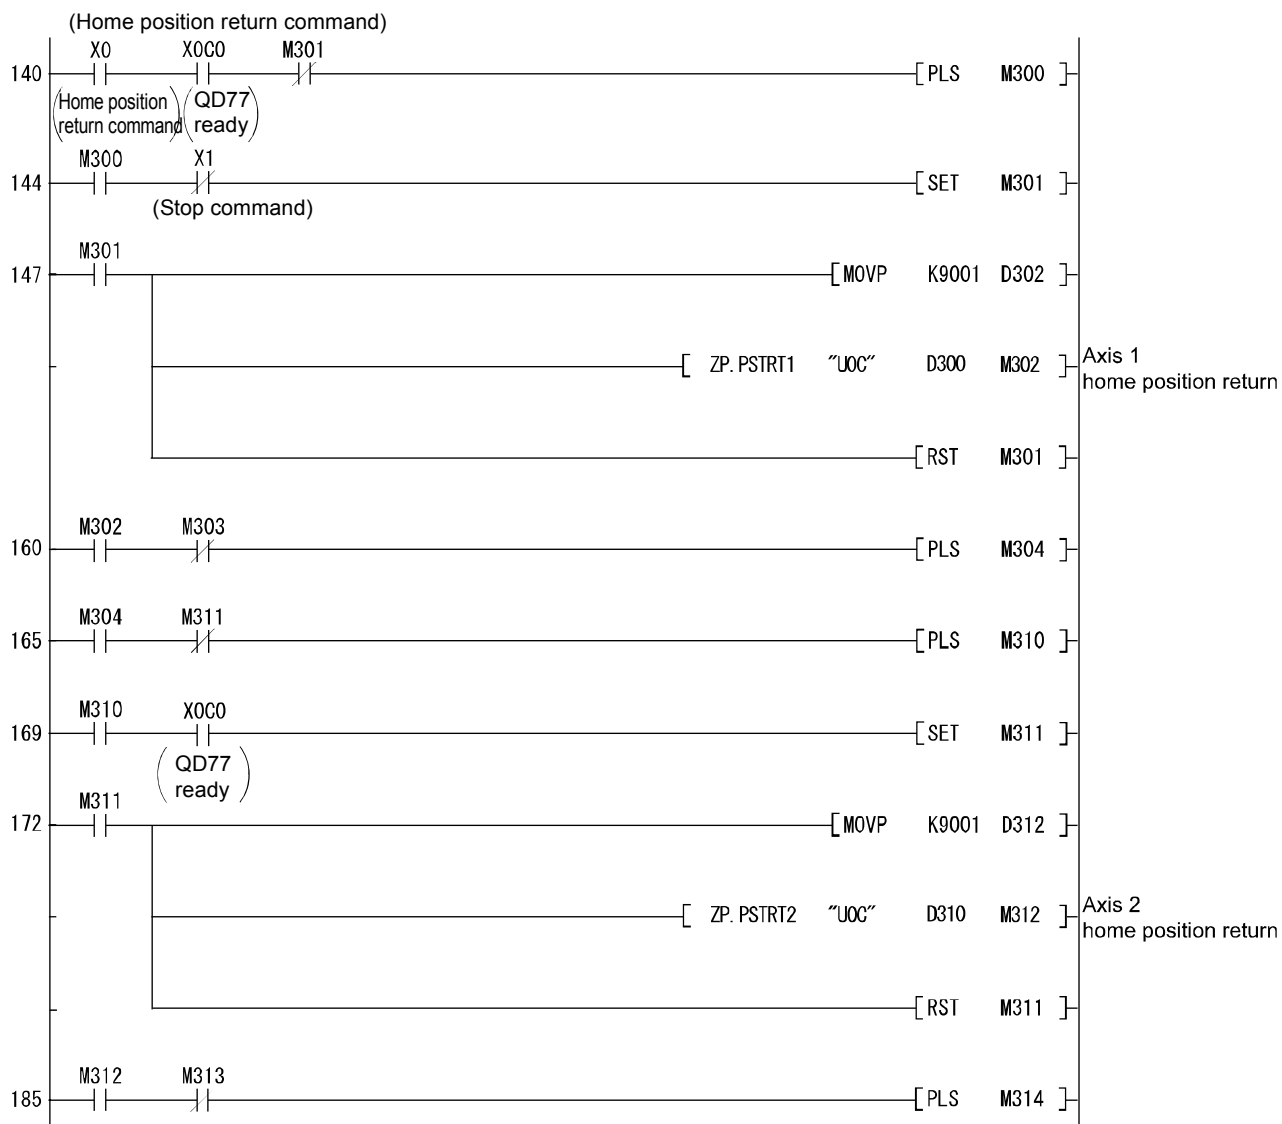 (Home position return command)
X0 X0C0 M301
140 [ PLS M300 ]
(Home position return command) (QD77 ready)
M300 X1
144 [ SET M301 ]
(Stop command)
M301
147 [ MOVP K9001 D302 ]
[ ZP.PSTRT1 "U0C" D300 M302 ] Axis 1
home position return
[ RST M301 ]
M302 M303
160 [ PLS M304 ]
M304 M311
165 [ PLS M310 ]
M310 X0C0
169 [ SET M311 ]
(QD77
ready)
M311
172 [ MOVP K9001 D312 ]
[ ZP.PSTRT2 "U0C" D310 M312 ] Axis 2
home position return
[ RST M311 ]
M312 M313
185 [ PLS M314 ]